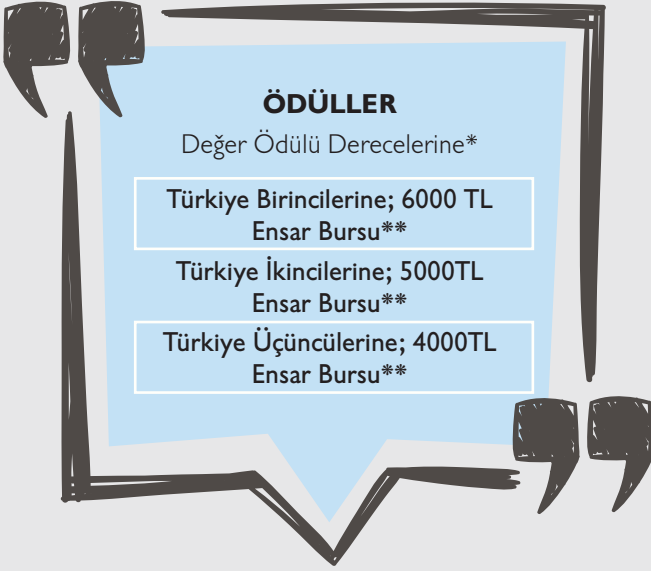 ÖDÜLLER
Değer Ödülü Derecelerine*
Türkiye Birincilerine; 6000 TL
Ensar Bursu**
Türkiye İkincilerine; 5000TL
Ensar Bursu**
Türkiye Üçüncülerine; 4000TL
Ensar Bursu**